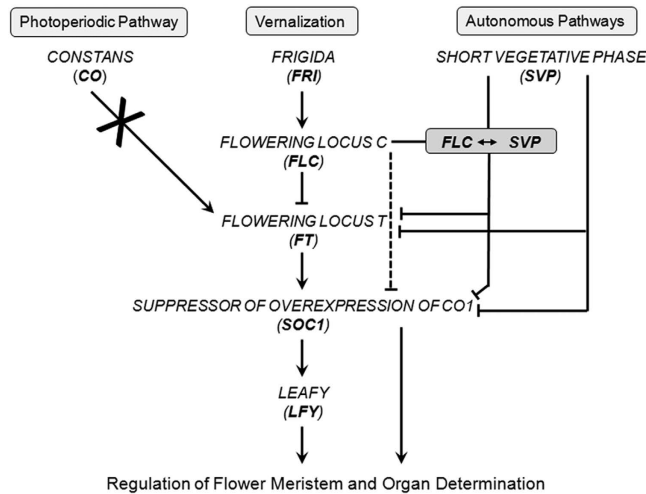 Photoperiodic Pathway
Vernalization
Autonomous Pathways
CONSTANS
(CO)
FRIGIDA
(FRI)
SHORT VEGETATIVE PHASE
(SVP)
FLOWERING LOCUS C
(FLC)
FLC ↔ SVP
FLOWERING LOCUS T
(FT)
SUPPRESSOR OF OVEREXPRESSION OF CO1
(SOC1)
LEAFY
(LFY)
Regulation of Flower Meristem and Organ Determination